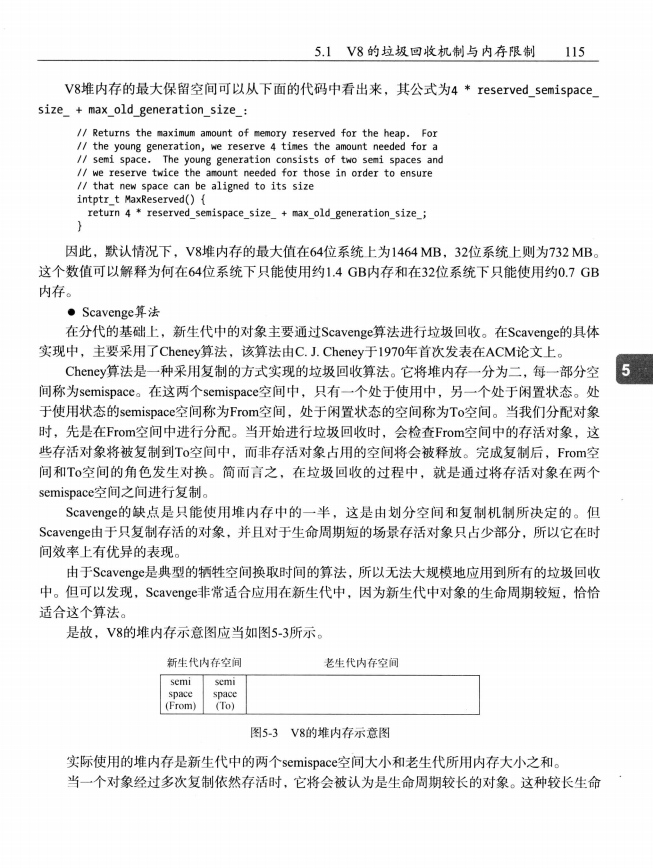 5.1 V8的垃圾回收机制与内存限制 115
V8堆内存的最大保留空间可以从下面的代码中看出来，其公式为4 * reserved_semispace_
size_ + max_old_generation_size_：
// Returns the maximum amount of memory reserved for the heap. For
// the young generation, we reserve 4 times the amount needed for a
// semi space. The young generation consists of two semi spaces and
// we reserve twice the amount needed for those in order to ensure
// that new space can be aligned to its size
intptr_t MaxReserved() {
return 4 * reserved_semispace_size_ + max_old_generation_size_;
}
因此，默认情况下，V8堆内存的最大值在64位系统上为1464 MB，32位系统上则为732 MB。
这个数值可以解释为何在64位系统下只能使用约1.4 GB内存和在32位系统下只能使用约0.7 GB
内存。
● Scavenge算法
在分代的基础上，新生代中的对象主要通过Scavenge算法进行垃圾回收。在Scavenge的具体
实现中，主要采用了Cheney算法，该算法由C. J. Cheney于1970年首次发表在ACM论文上。
Cheney算法是一种采用复制的方式实现的垃圾回收算法。它将堆内存一分为二，每一部分空
间称为semispace。在这两个semispace空间中，只有一个处于使用中，另一个处于闲置状态。处
于使用状态的semispace空间称为From空间，处于闲置状态的空间称为To空间。当我们分配对象
时，先是在From空间中进行分配。当开始进行垃圾回收时，会检查From空间中的存活对象，这
些存活对象将被复制到To空间中，而非存活对象占用的空间将会被释放。完成复制后，From空
间和To空间的角色发生对换。简而言之，在垃圾回收的过程中，就是通过将存活对象在两个
semispace空间之间进行复制。
Scavenge的缺点是只能使用堆内存中的一半，这是由划分空间和复制机制所决定的。但
Scavenge由于只复制存活的对象，并且对于生命周期短的场景存活对象只占少部分，所以它在时
间效率上有优异的表现。
由于Scavenge是典型的牺牲空间换取时间的算法，所以无法大规模地应用到所有的垃圾回收
中。但可以发现，Scavenge非常适合应用在新生代中，因为新生代中对象的生命周期较短，恰恰
适合这个算法。
是故，V8的堆内存示意图应当如图5-3所示。
新生代内存空间 老生代内存空间
semi space (From)
semi space (To)
图5-3 V8的堆内存示意图
实际使用的堆内存是新生代中的两个semispace空间大小和老生代所用内存大小之和。
当一个对象经过多次复制依然存活时，它将会被认为是生命周期较长的对象。这种较长生命
5